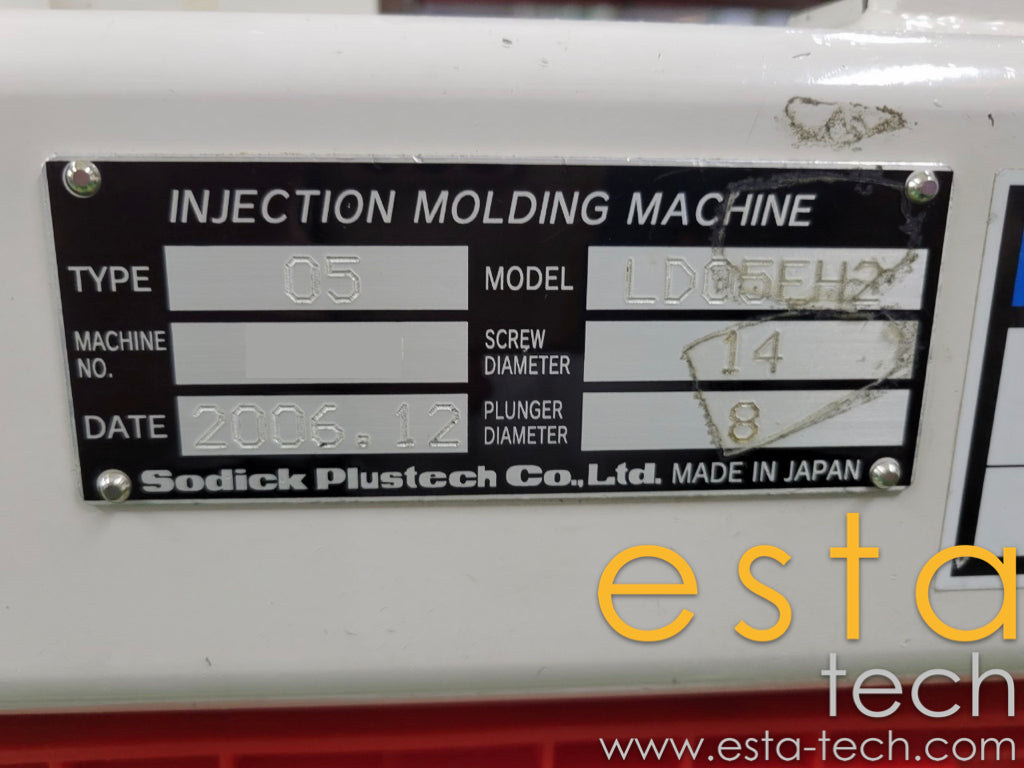 INJECTION MOLDING MACHINE
TYPE 05 MODEL LD05EH2
MACHINE NO. SCREW DIAMETER 14
DATE 2006.12 PLUNGER DIAMETER 8
Sodick Plustech Co.,Ltd. MADE IN JAPAN
esta
tech
www.esta-tech.com